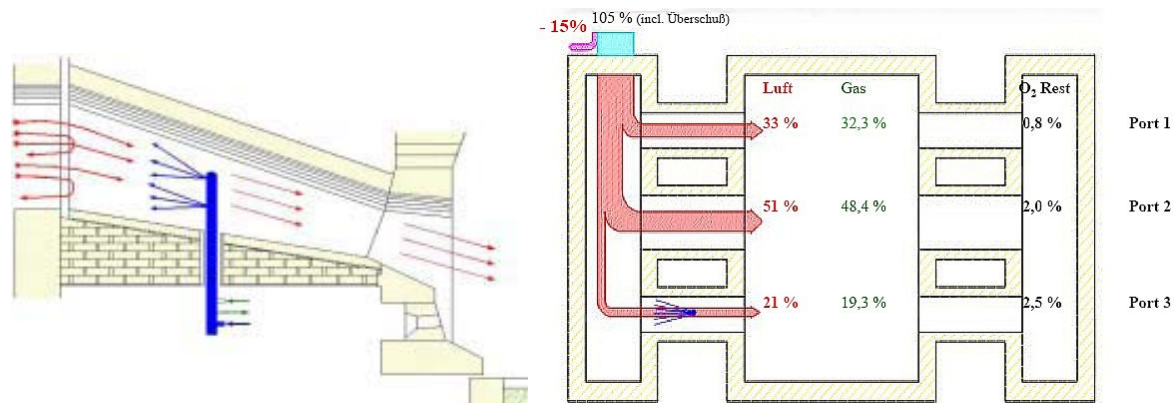 - 15% 105 % (incl. Überschuß)
Luft Gas O₂ Rest
33 % 32,3 % 0,8 % Port 1
51 % 48,4 % 2,0 % Port 2
21 % 19,3 % 2,5 % Port 3